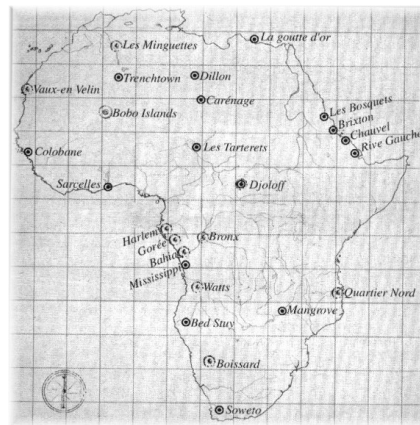 La goutte d'or
Les Minguettes
Trenchtown
Dillon
Vaux-en Velin
Carénage
Bobo Islands
Les Bosquets
Brixton
Chauvel
Rive Gauche
Colobane
Les Tarterets
Sarcelles
Djoloff
Harlem
Gorée
Bronx
Bahia
Mississippi
Watts
Quartier Nord
Mangrove
Bed Stuy
Boissard
Soweto